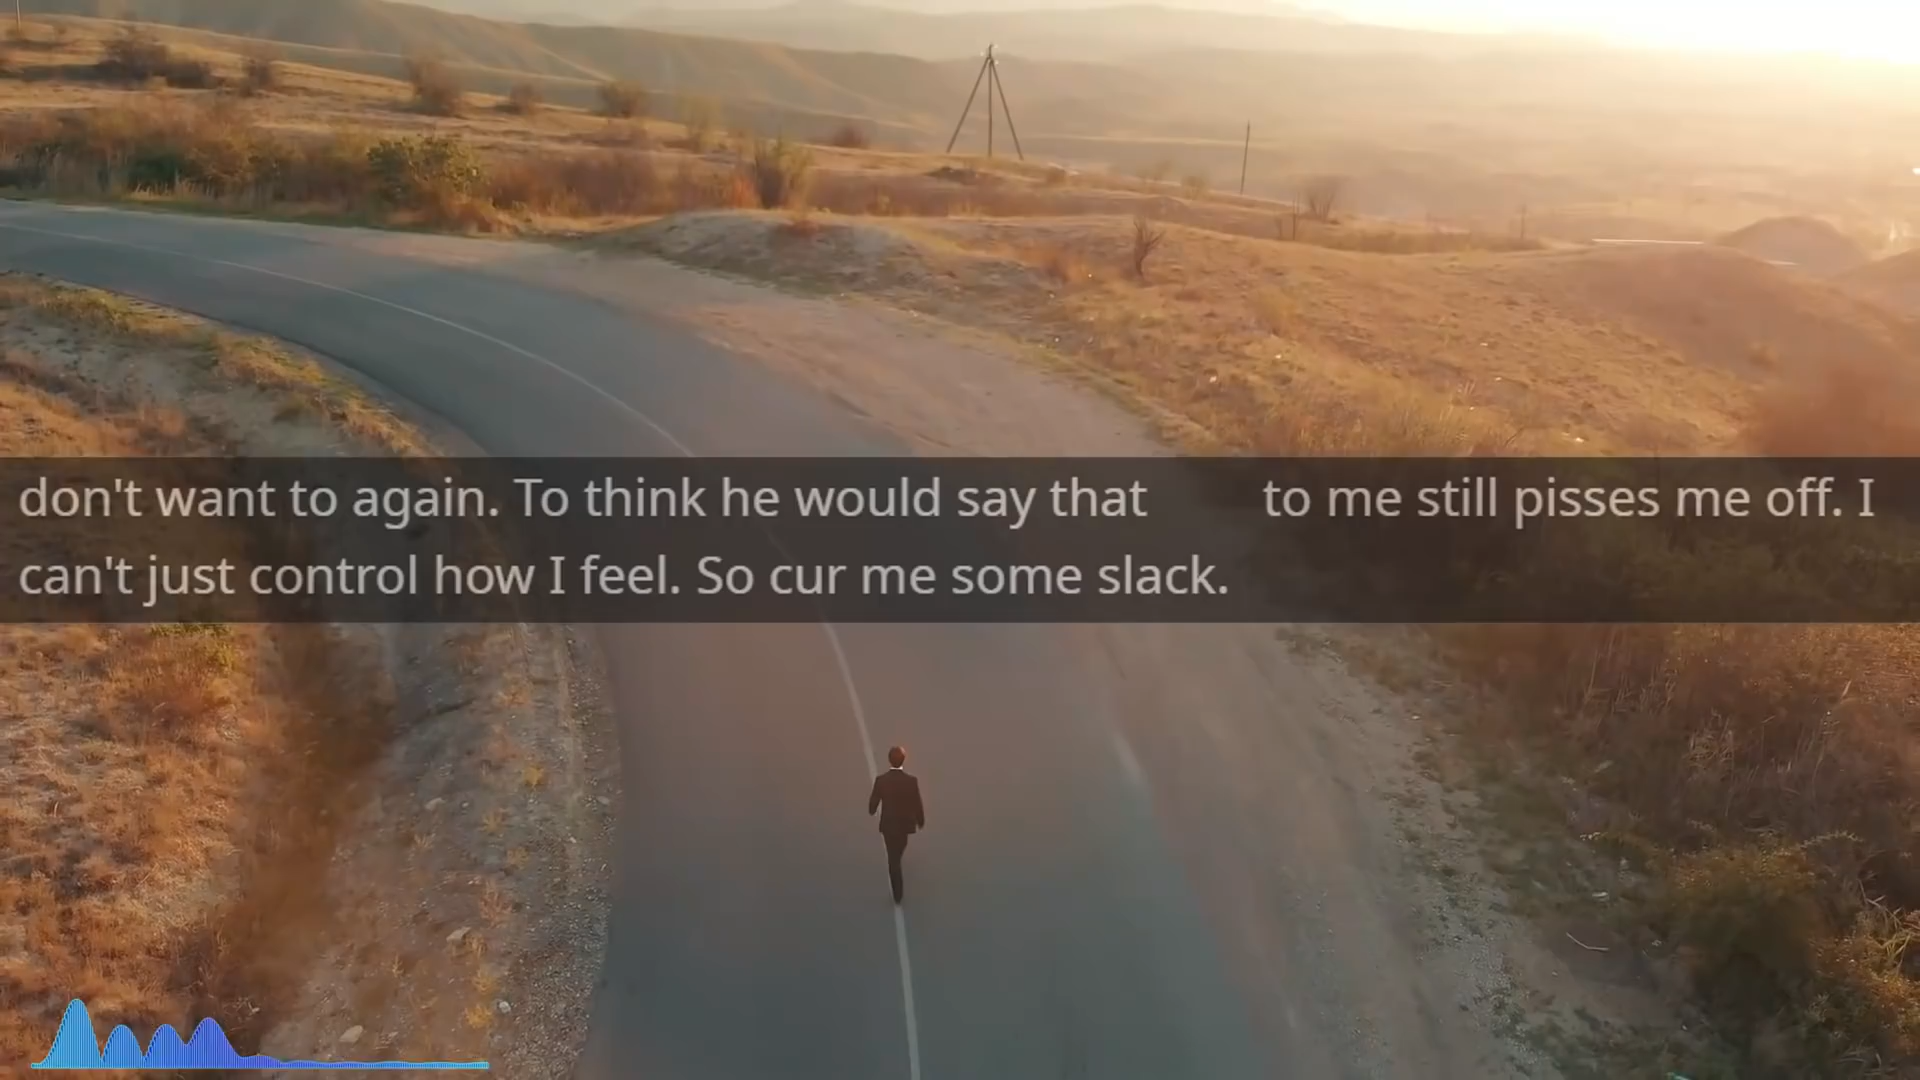 don't want to again. To think he would say that to me still pisses me off. I
can't just control how I feel. So cur me some slack.